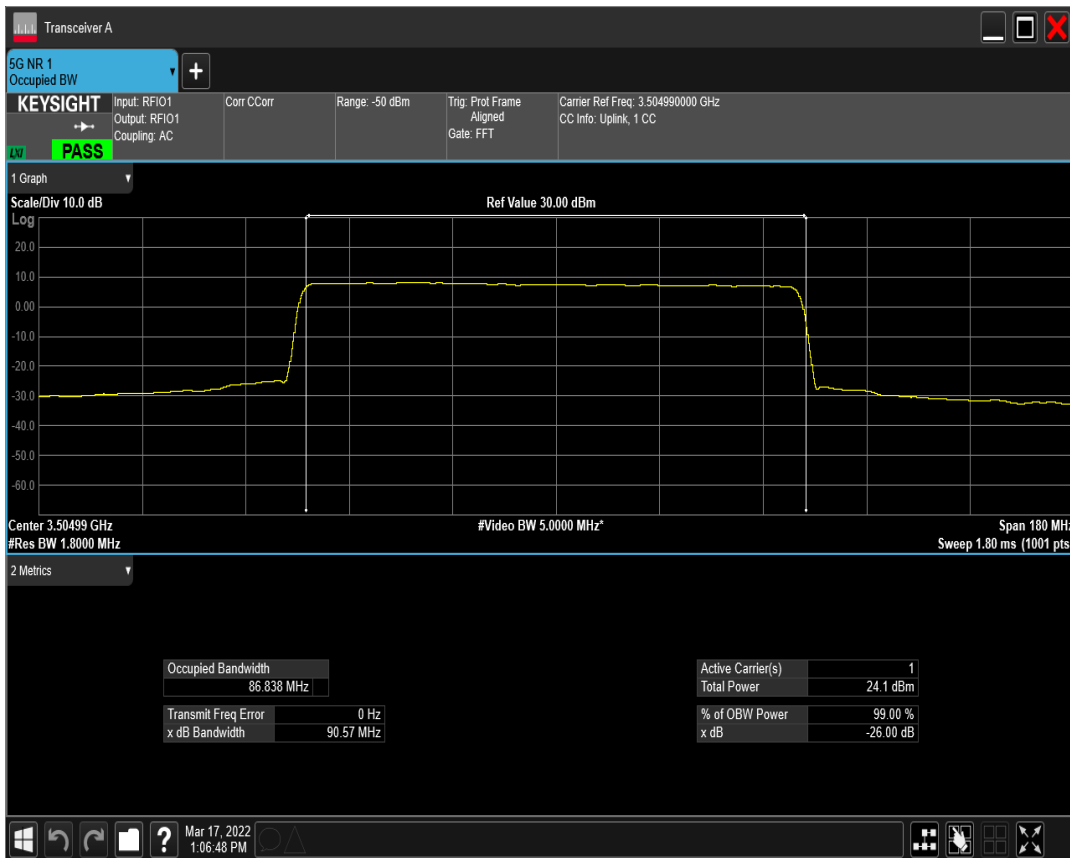 Transceiver A
5G NR 1
Occupied BW
+
KEYSIGHT
LXI
PASS
Input: RFIO1
Output: RFIO1
Coupling: AC
Corr CCorr
Range: -50 dBm
Trig: Prot Frame
Aligned
Gate: FFT
Carrier Ref Freq: 3.504990000 GHz
CC Info: Uplink, 1 CC
1 Graph
Scale/Div 10.0 dB
Ref Value 30.00 dBm
Log
20.0
10.0
0.00
-10.0
-20.0
-30.0
-40.0
-50.0
-60.0
Center 3.50499 GHz
#Video BW 5.0000 MHz*
Span 180 MHz
#Res BW 1.8000 MHz
Sweep 1.80 ms (1001 pts
2 Metrics
Occupied Bandwidth
86.838 MHz
Transmit Freq Error 0 Hz
x dB Bandwidth 90.57 MHz
Active Carrier(s) 1
Total Power 24.1 dBm
% of OBW Power 99.00 %
x dB -26.00 dB
?
Mar 17, 2022
1:06:48 PM